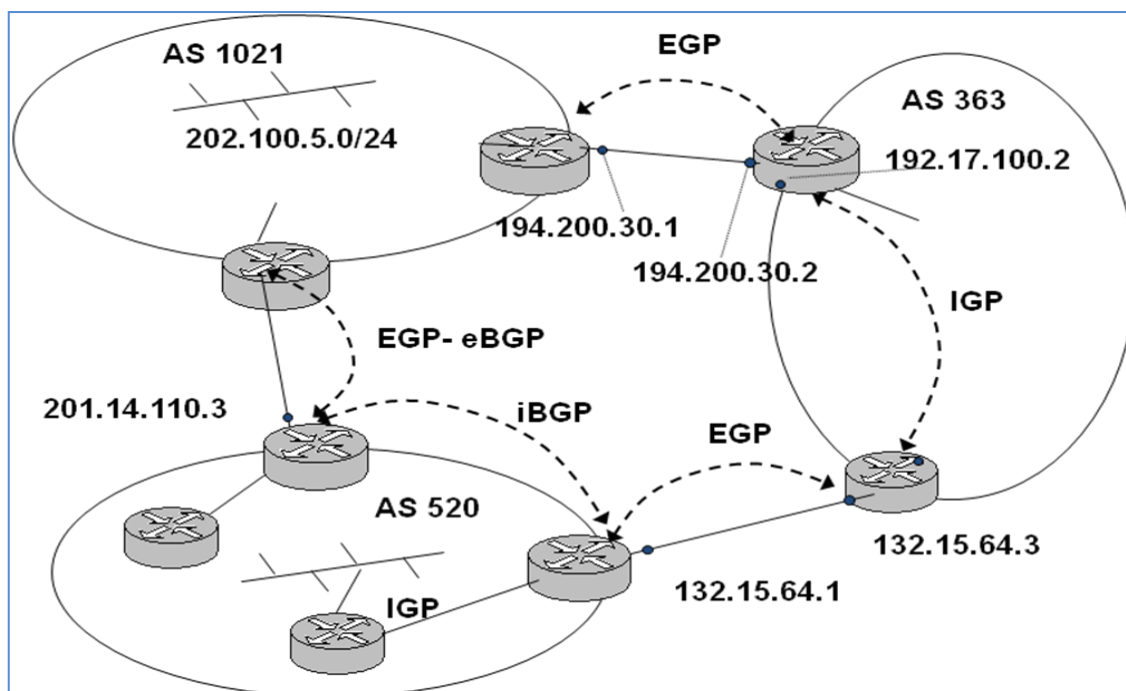 EGP
AS 1021
AS 363
202.100.5.0/24
192.17.100.2
194.200.30.1
194.200.30.2
IGP
EGP- eBGP
201.14.110.3
iBGP
EGP
AS 520
132.15.64.3
132.15.64.1
IGP